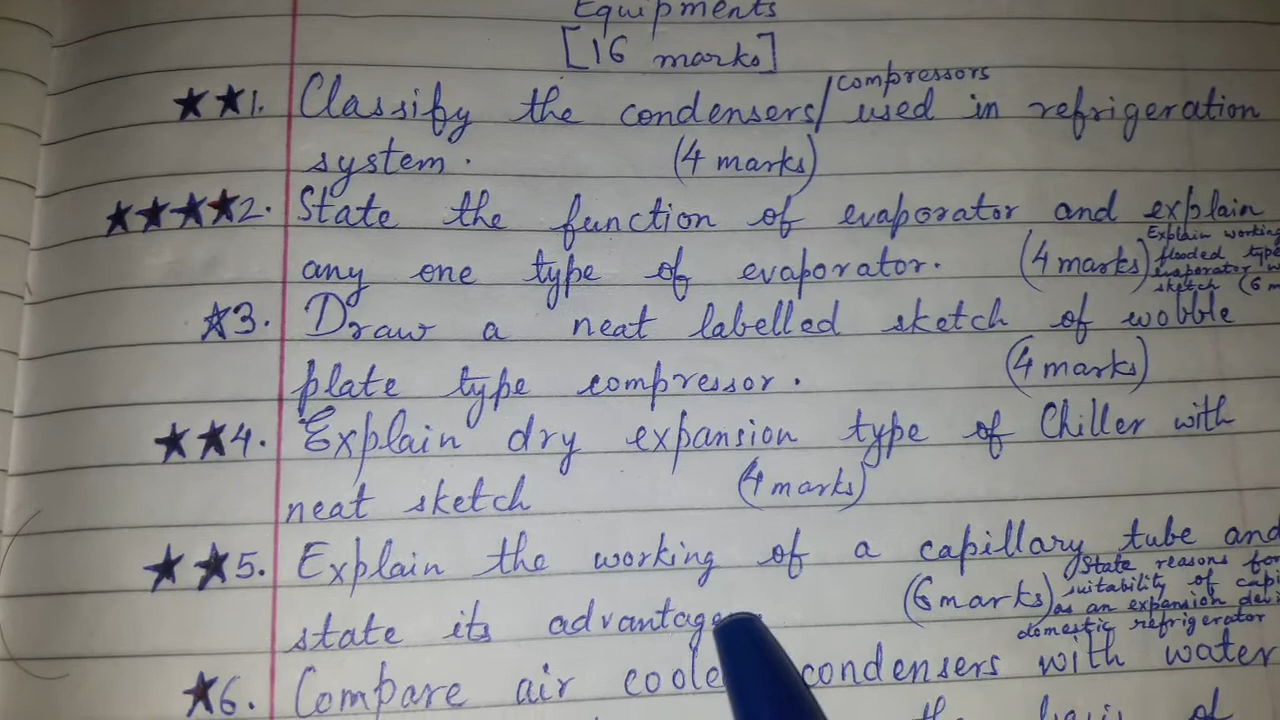 Equipments
[16 marks]
★★1. Classify the condensers/compressors used in refrigeration
system. (4 marks)
★★★★2. State the function of evaporator and explain
any one type of evaporator. (4 marks)
Explain working
flooded type
evaporator
sketch (6
★3. Draw a neat labelled sketch of wobble
plate type compressor. (4 marks)
★★4. Explain dry expansion type of Chiller with
neat sketch (4 marks)
★★5. Explain the working of a capillary tube and
state its (6 marks)
State reasons for
suitability of
as an expansion
domestic refrigerator
★6. Compare air condensers with water
of